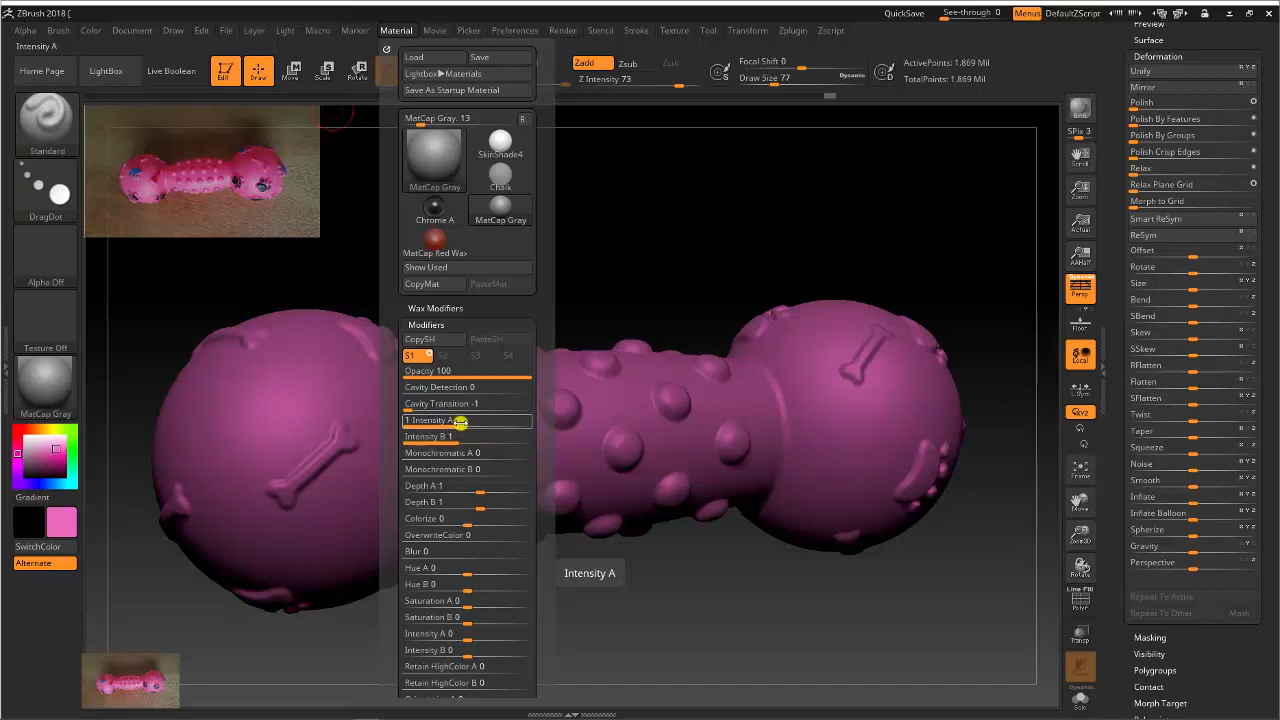 ZBrush 2018 [
QuickSave
See-through 0
Menus
DefaultZScript
Alpha
Brush
Color
Document
Draw
Edit
File
Layer
Light
Macro
Marker
Material
Movie
Picker
Preferences
Render
Stencil
Stroke
Texture
Tool
Transform
Zplugin
Zscript
Intensity A
Home Page
LightBox
Live Boolean
Edit
Draw
Move
Scale
Rotate
Zadd
Zsub
Zcut
Z Intensity 73
Focal Shift 0
Draw Size 77
Dynamic
ActivePoints: 1.869 Mil
TotalPoints: 1.869 Mil
Standard
DragDot
Alpha Off
Texture Off
MatCap Gray
Gradient
SwitchColor
Alternate
Load
Save
Lightbox▶Materials
Save As Startup Material
MatCap Gray. 13
R
MatCap Gray
SkinShade4
Chalk
Chrome A
MatCap Gray
MatCap Red Wax
Show Used
CopyMat
PasteMat
Wax Modifiers
Modifiers
CopySH
PasteSH
S1
S2
S3
S4
Opacity 100
Cavity Detection 0
Cavity Transition -1
1 Intensity A
Intensity B 1
Monochromatic A 0
Monochromatic B 0
Depth A 1
Depth B 1
Colorize 0
OverwriteColor 0
Blur 0
Hue A 0
Hue B 0
Saturation A 0
Saturation B 0
Intensity A 0
Intensity B 0
Retain HighColor A 0
Retain HighColor B 0
Intensity A
SPix 3
Scroll
Zoom
Actual
AAHalf
Dynamic
Persp
Floor
Local
L.Sym
XYZ
Frame
Move
Zoom3D
Rotate
Line Fill
PolyF
Transp
Dynamic
Solo
Preview
Surface
Deformation
Unify
Mirror
Polish
Polish By Features
Polish By Groups
Polish Crisp Edges
Relax
Relax Plane Grid
Morph to Grid
Smart ReSym
ReSym
Offset
Rotate
Size
Bend
SBend
Skew
SSkew
RFlatten
Flatten
SFlatten
Twist
Taper
Squeeze
Noise
Smooth
Inflate
Inflate Balloon
Spherize
Gravity
Perspective
Repeat To Active
Repeat To Other
Mask
Masking
Visibility
Polygroups
Contact
Morph Target